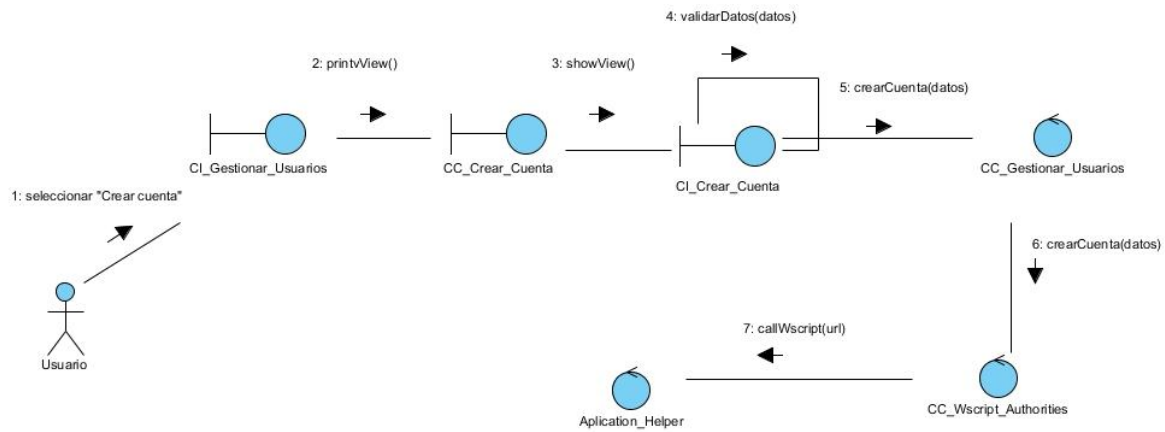 4: validarDatos(datos)
2: printvView()
3: showView()
5: crearCuenta(datos)
CI_Gestionar_Usuarios
CC_Crear_Cuenta
CI_Crear_Cuenta
CC_Gestionar_Usuarios
1: seleccionar "Crear cuenta"
6: crearCuenta(datos)
7: callWscript(url)
Usuario
Aplication_Helper
CC_Wscript_Authorities